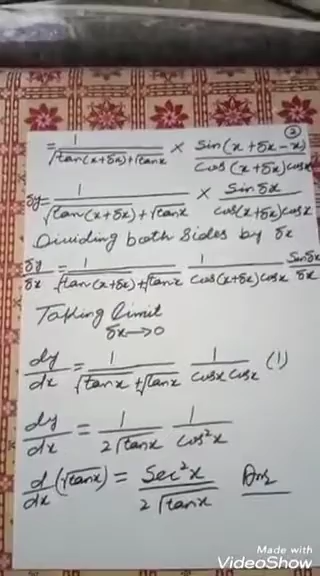 ②
= 1/(√tan(x+δx)+√tanx) × Sin(x+δx-x)/(Cos(x+δx)cosx)
δy = 1/(√tan(x+δx)+√tanx) × Sinδx/(cos(x+δx)cosx)
Dividing both Sides by δx
δy/δx = 1/(√tan(x+δx)+√tanx) 1/(Cos(x+δx)cosx) Sinδx/δx
Taking limit
δx→0
dy/dx = 1/(√tanx+√tanx) 1/(cosx cosx) (1)
dy/dx = 1/(2√tanx) 1/(cos²x)
d/dx(√tanx) = Sec²x/(2√tanx) Ans
Made with
VideoShow